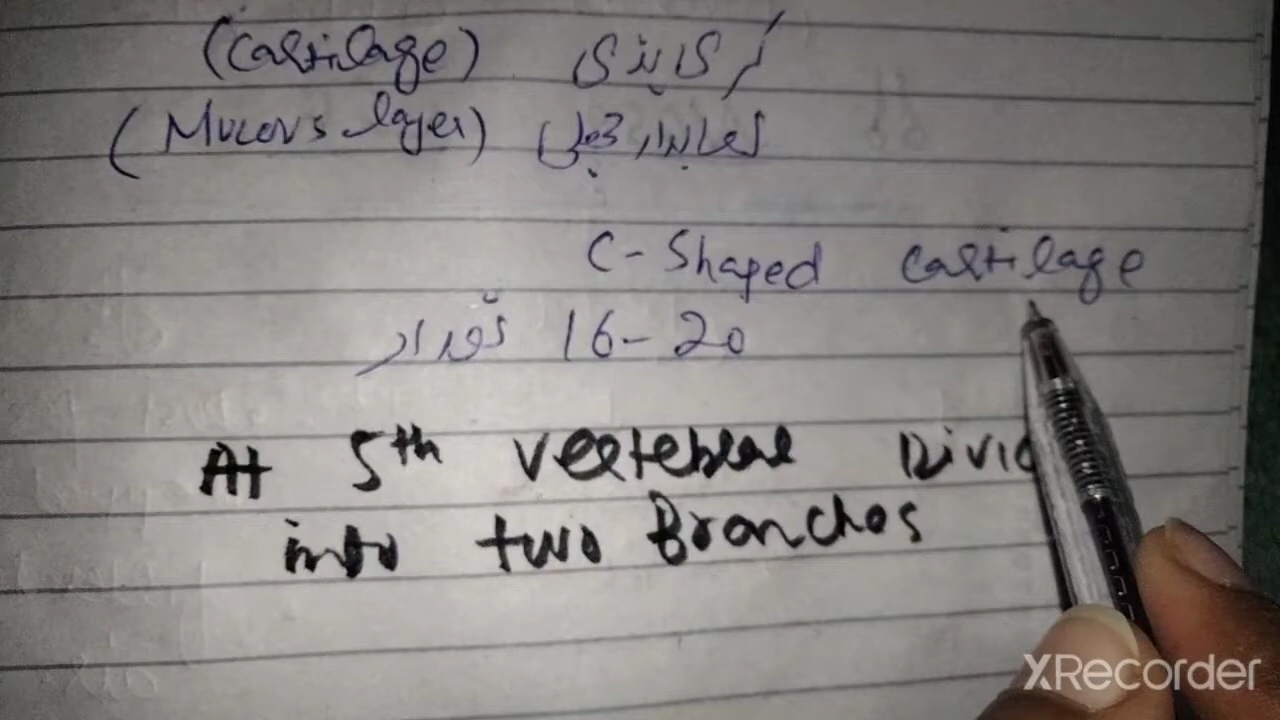 (Cartilage) کرکری
(Mucous layer) لعابدار جھلی
C-Shaped cartilage
16-20 تعداد
At 5th vertebrae Divid
into two Branches
XRecorder